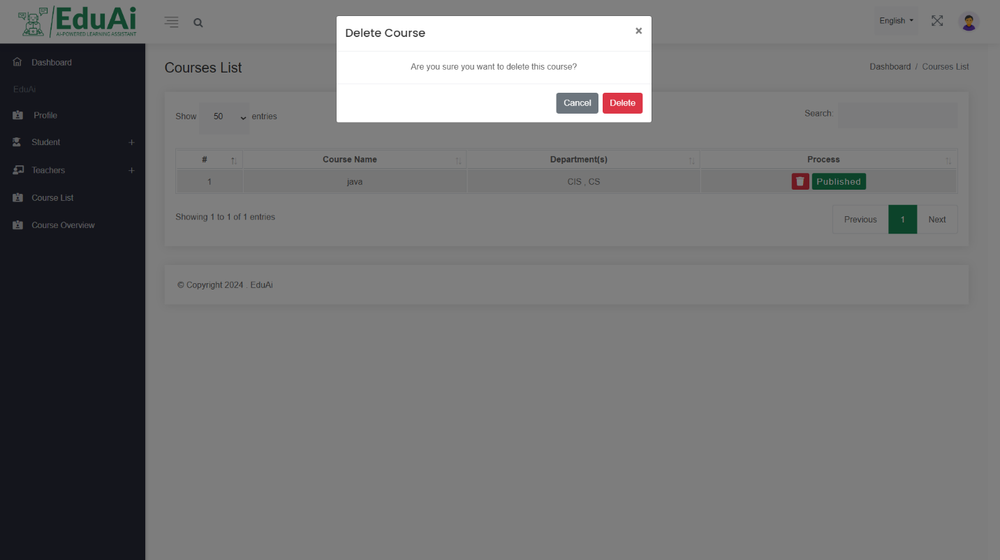 EduAi
AI-POWERED LEARNING ASSISTANT
English
Delete Course
×
Are you sure you want to delete this course?
Cancel
Delete
Dashboard
EduAi
Profile
Student +
Teachers +
Course List
Course Overview
Courses List
Dashboard / Courses List
Show 50 entries
Search:
# Course Name Department(s) Process
1 java CIS , CS Published
Showing 1 to 1 of 1 entries
Previous 1 Next
© Copyright 2024 . EduAi